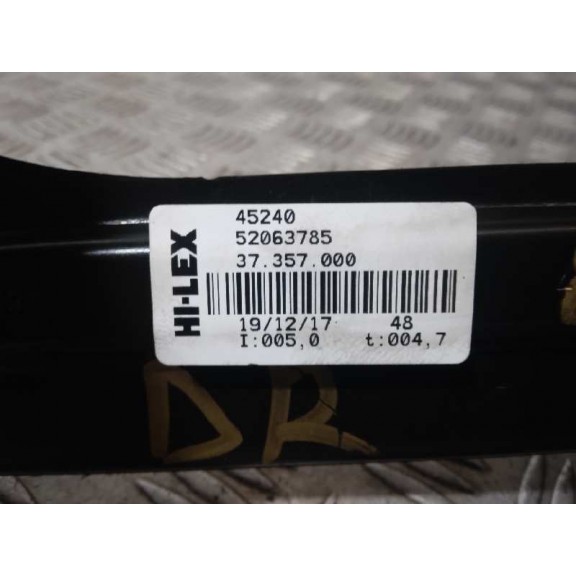 HI-LEX
45240
52063785
37.357.000
19/12/17 48
I:005,0 t:004,7
DR